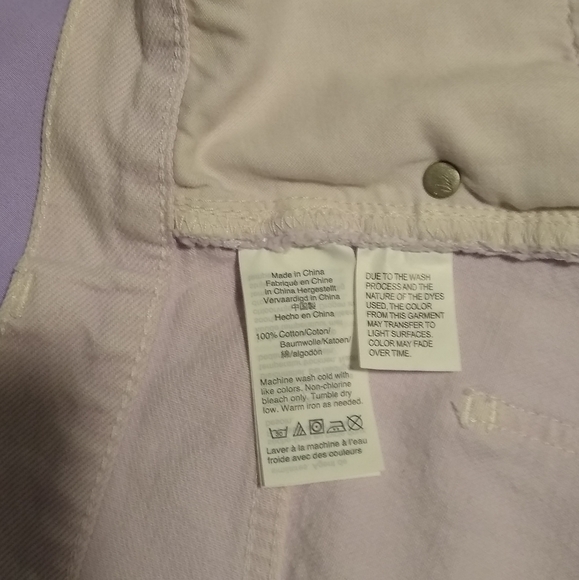 Made in China
Fabriqué en Chine
in China Hergestellt
Vervaardigd in China
中国製
Hecho en China
100% Cotton/Coton/
Baumwolle/Katoen/
綿/algodón
Machine wash cold with
like colors. Non-chlorine
bleach only. Tumble dry
low. Warm iron as needed.
Laver à la machine à l'eau
froide avec des couleurs
DUE TO THE WASH
PROCESS AND THE
NATURE OF THE DYES
USED, THE COLOR
FROM THIS GARMENT
MAY TRANSFER TO
LIGHT SURFACES.
COLOR MAY FADE
OVER TIME.